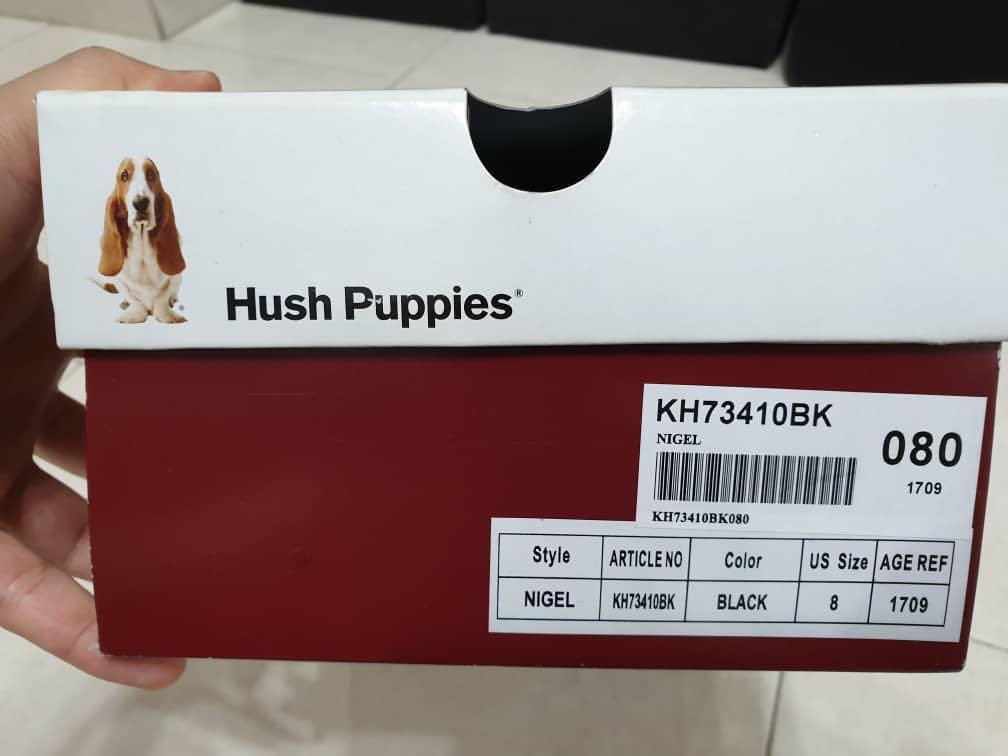 Hush Puppies®
KH73410BK
NIGEL
080
1709
KH73410BK080
Style ARTICLE NO Color US Size AGE REF
NIGEL KH73410BK BLACK 8 1709